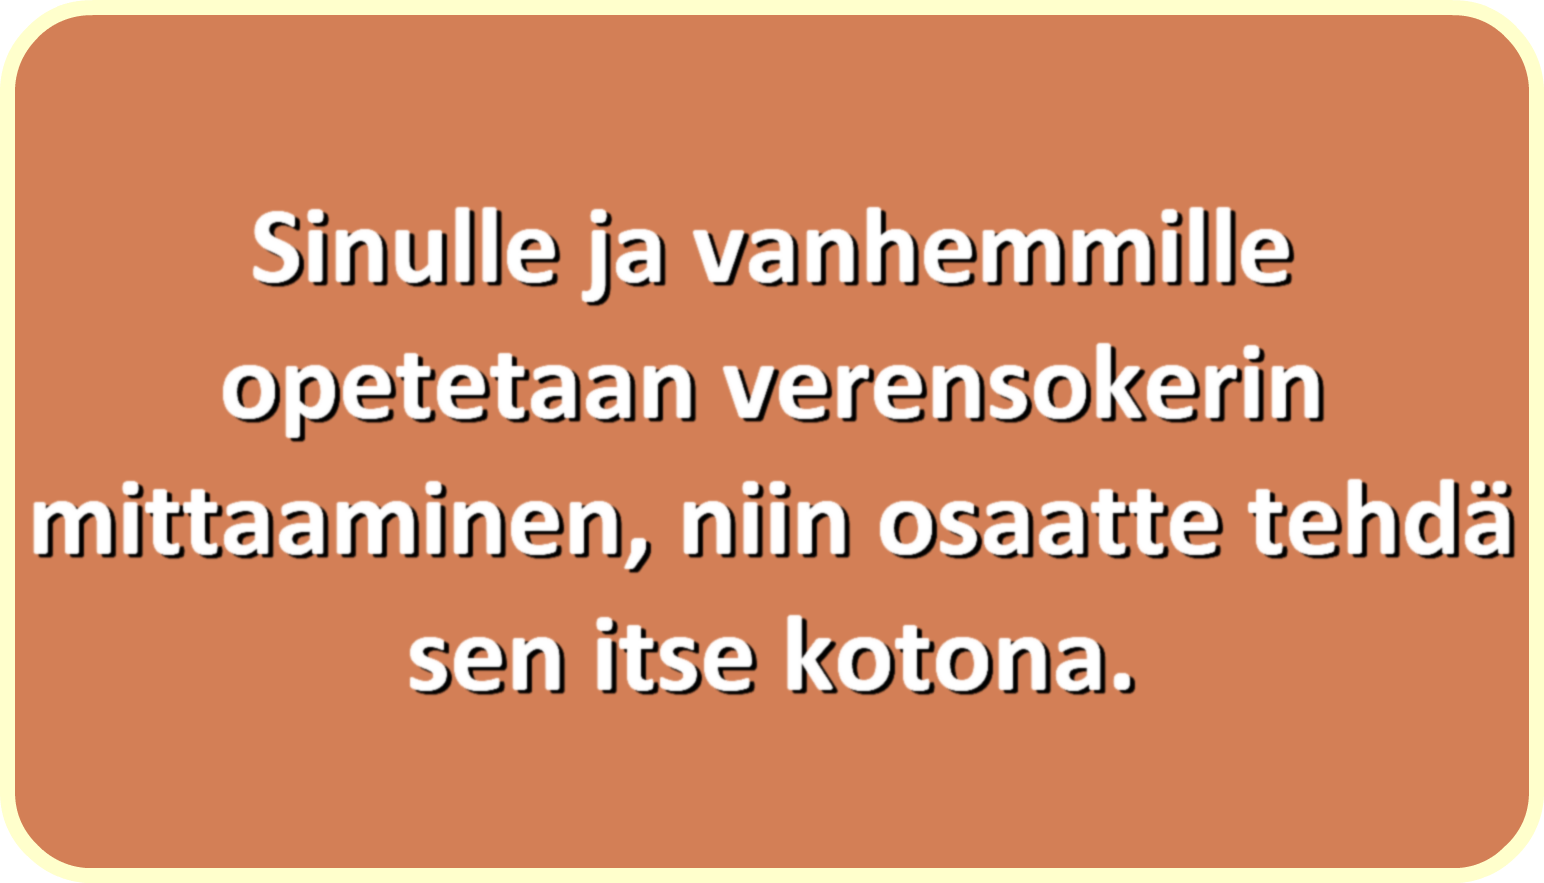 Sinulle ja vanhemmille
opetetaan verensokerin
mittaaminen, niin osaatte tehdä
sen itse kotona.